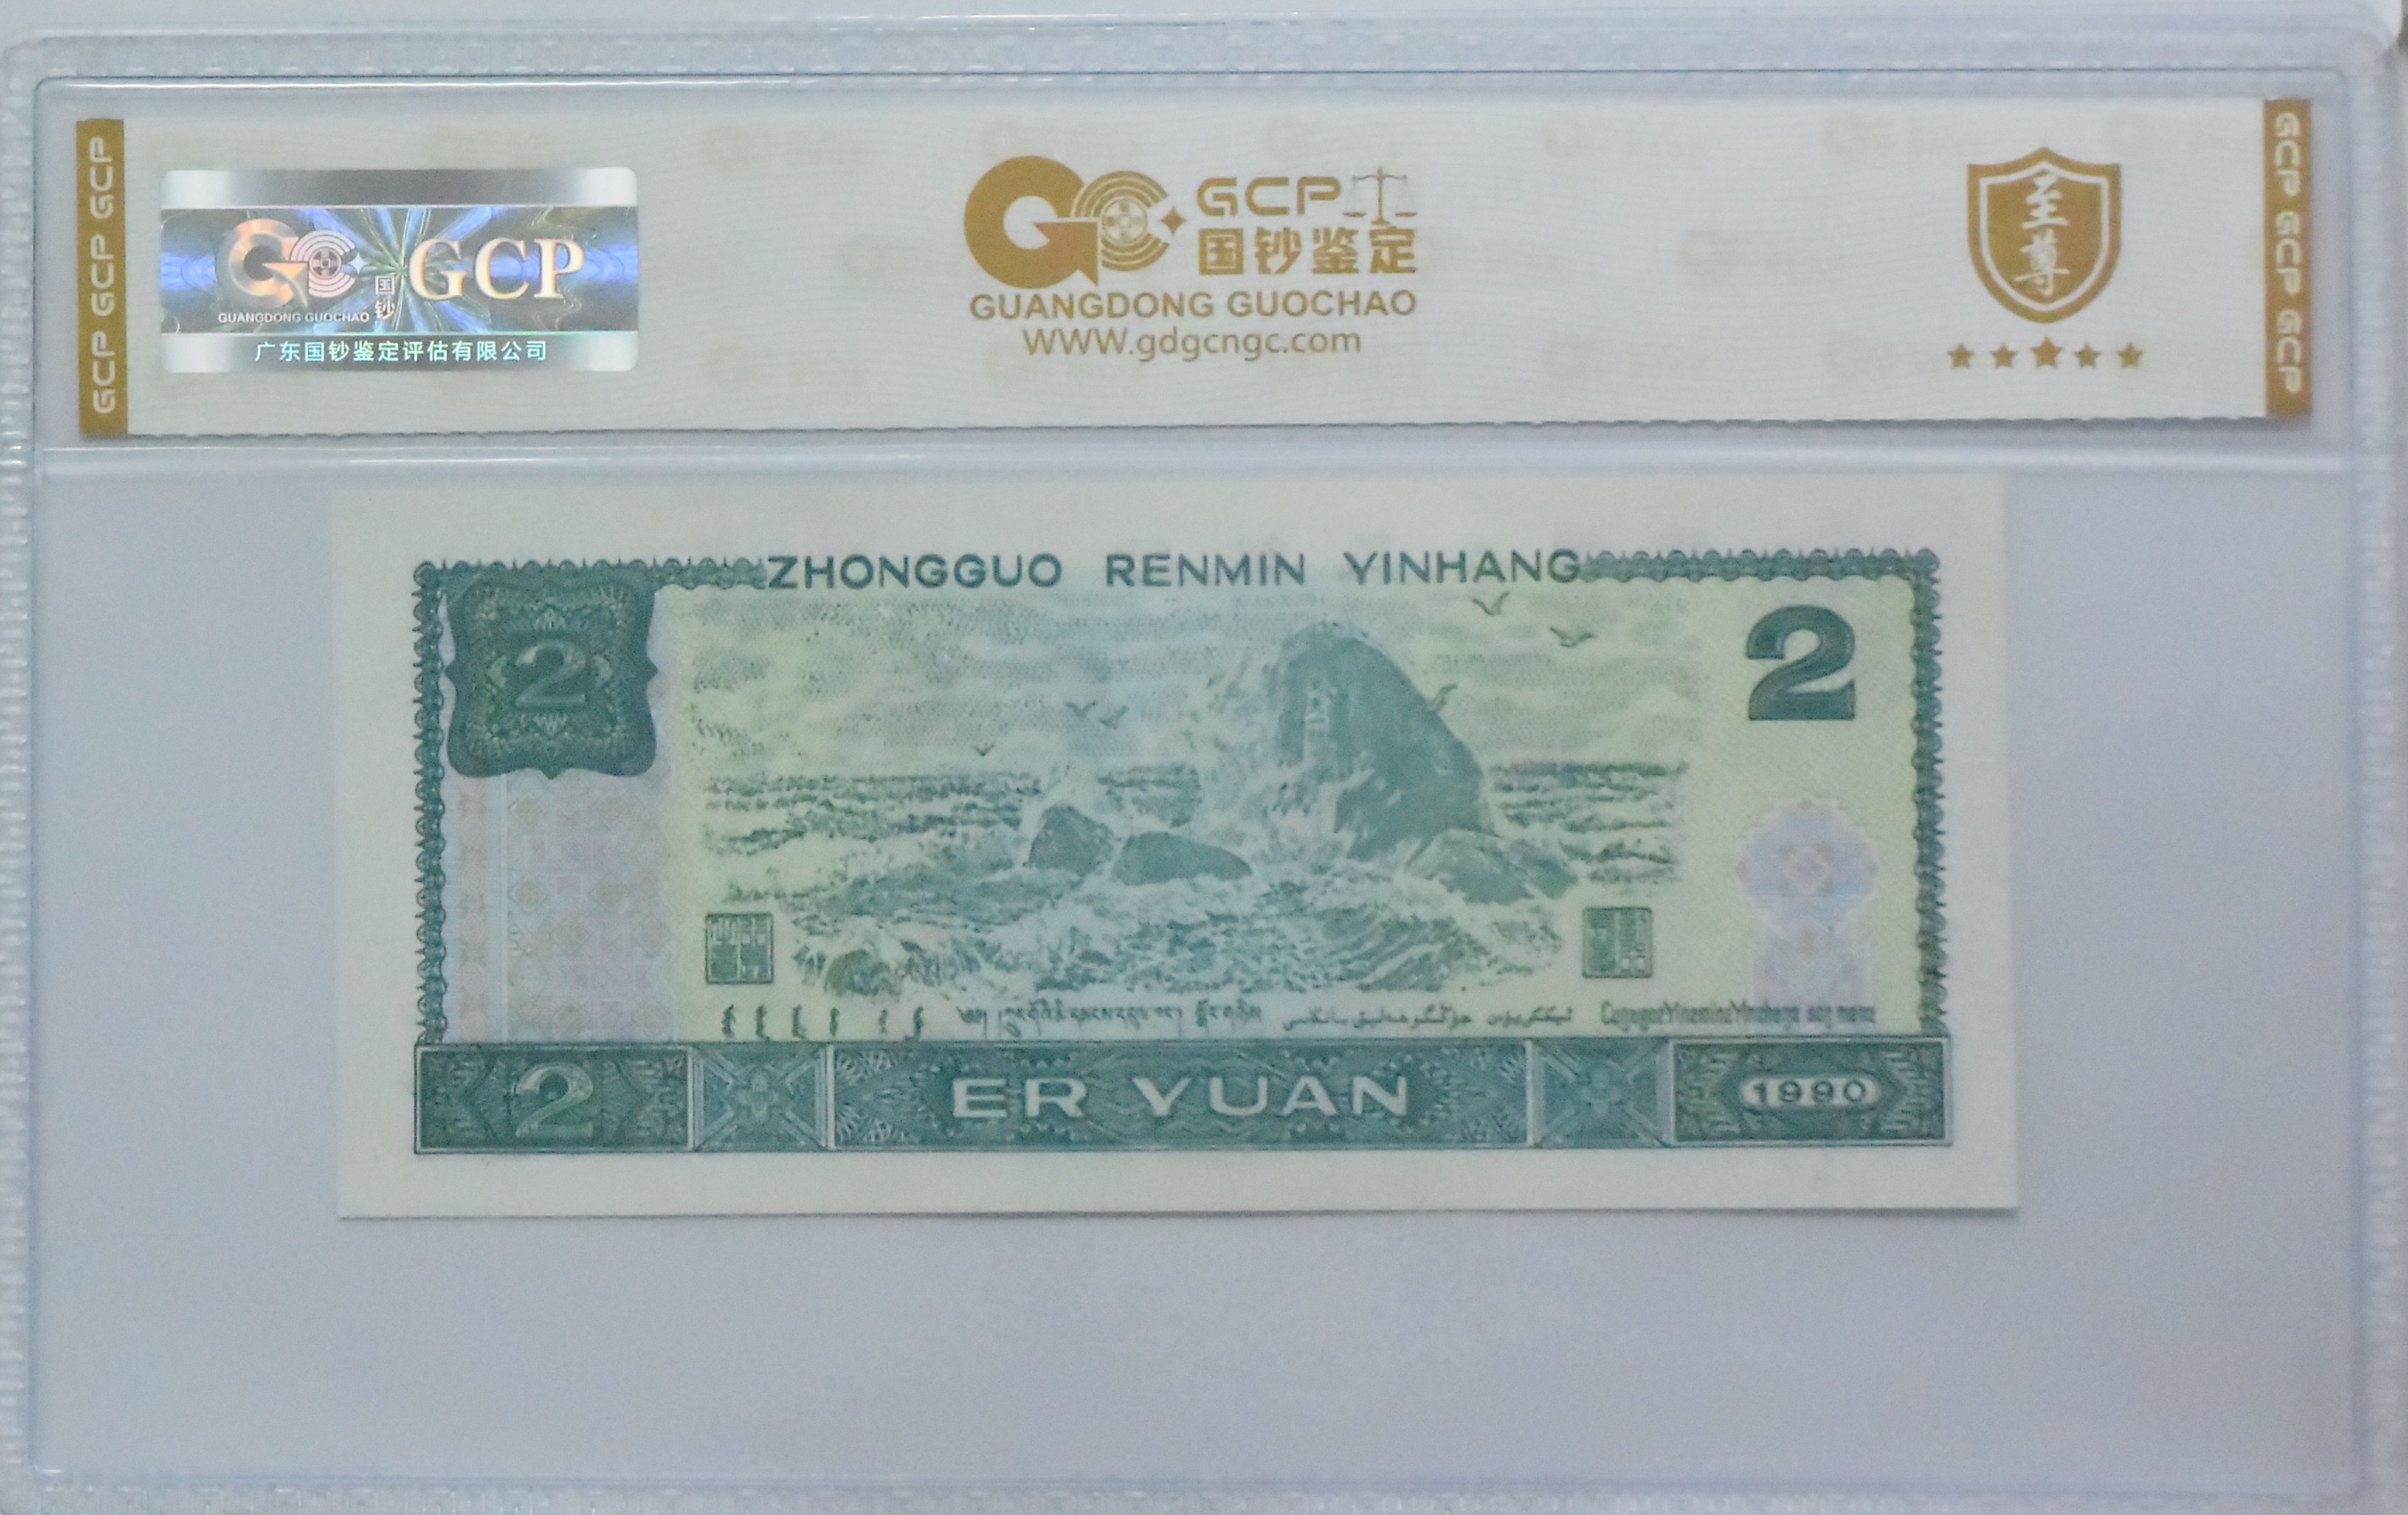 GCP GCP GCP
GUANGDONG GUOCHAO
国钞
GCP
广东国钞鉴定评估有限公司
GCP
国钞鉴定
GUANGDONG GUOCHAO
WWW.gdgcngc.com
至尊
GCP GCP GCP
ZHONGGUO RENMIN YINHANG
2
2
2
ER YUAN
1990